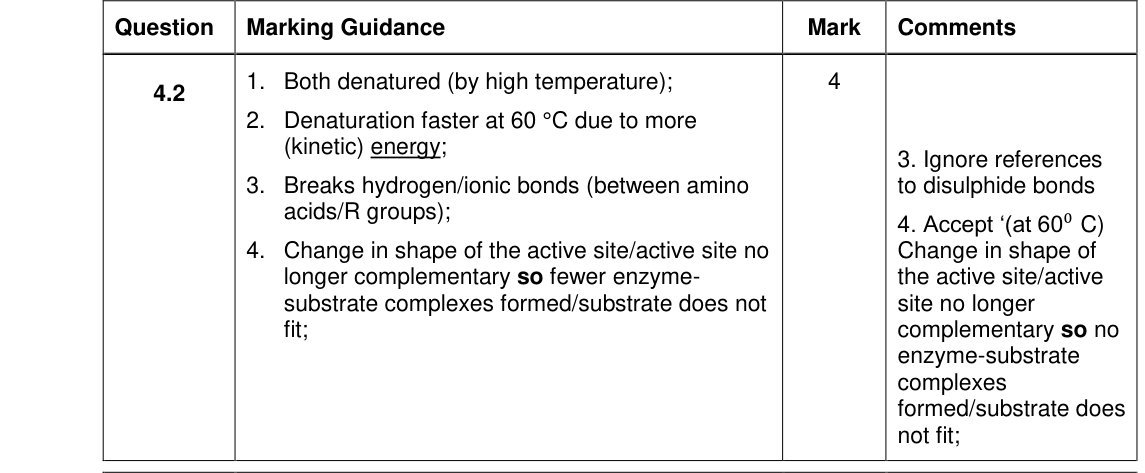 Question Marking Guidance Mark Comments
4.2
1. Both denatured (by high temperature);
2. Denaturation faster at 60 °C due to more
(kinetic) energy;
3. Breaks hydrogen/ionic bonds (between amino
acids/R groups);
4. Change in shape of the active site/active site no
longer complementary so fewer enzyme-
substrate complexes formed/substrate does not
fit;
4
3. Ignore references
to disulphide bonds
4. Accept ‘(at 60⁰ C)
Change in shape of
the active site/active
site no longer
complementary so no
enzyme-substrate
complexes
formed/substrate does
not fit;